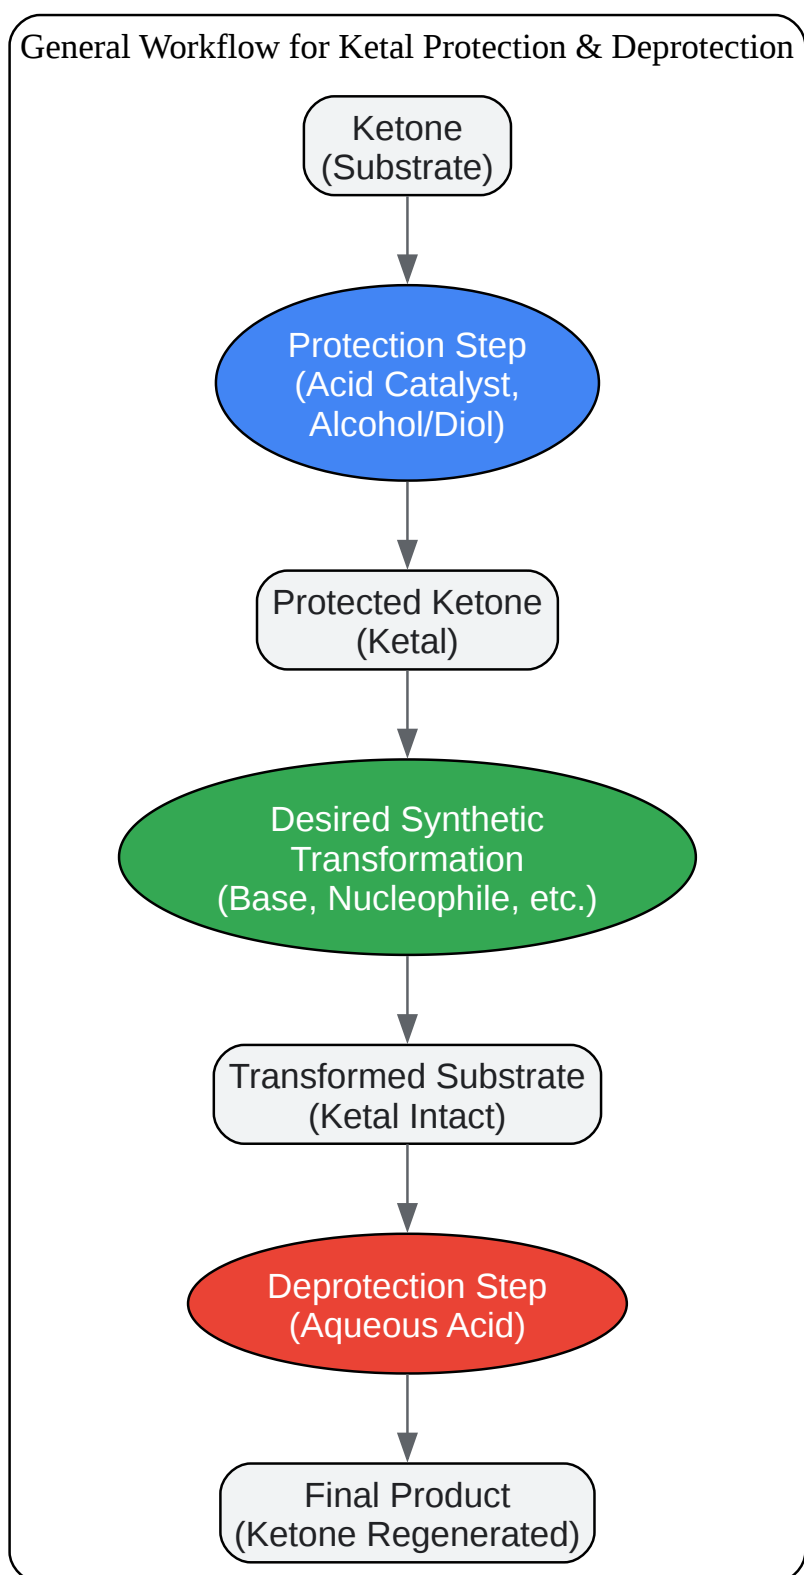 General Workflow for Ketal Protection & Deprotection
Ketone
(Substrate)
Protection Step
(Acid Catalyst,
Alcohol/Diol)
Protected Ketone
(Ketal)
Desired Synthetic
Transformation
(Base, Nucleophile, etc.)
Transformed Substrate
(Ketal Intact)
Deprotection Step
(Aqueous Acid)
Final Product
(Ketone Regenerated)